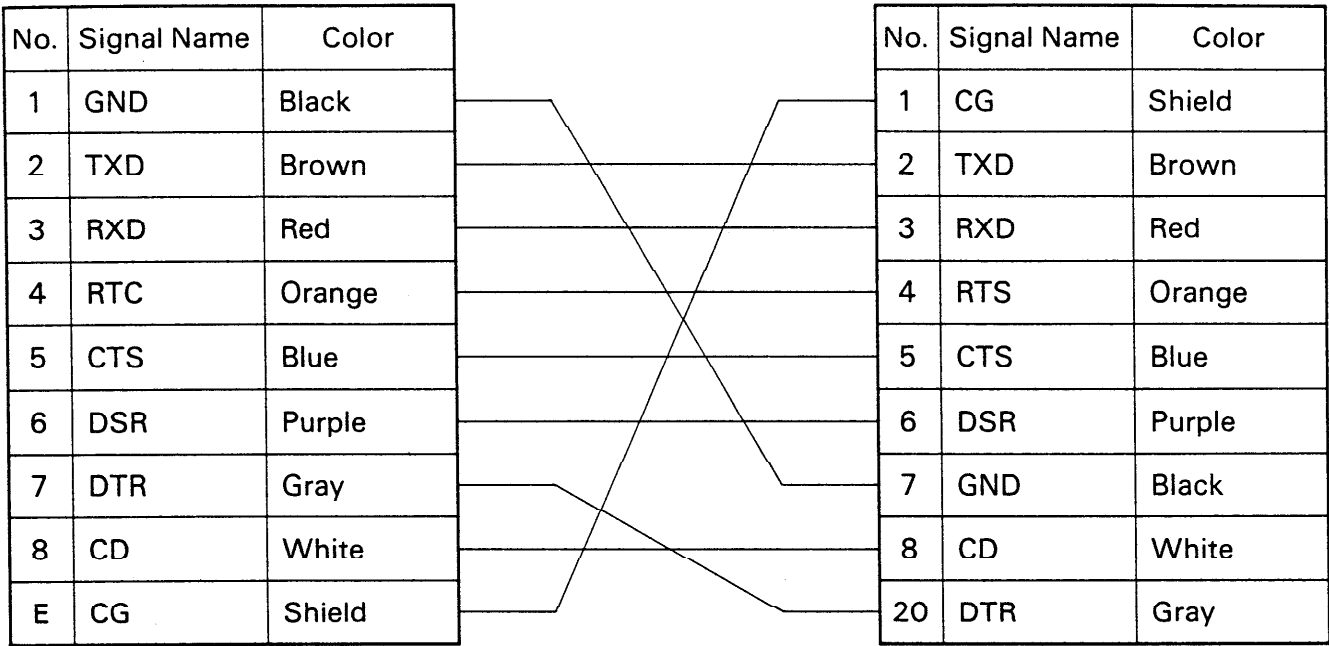 No. Signal Name Color
1 GND Black
2 TXD Brown
3 RXD Red
4 RTC Orange
5 CTS Blue
6 DSR Purple
7 DTR Gray
8 CD White
E CG Shield
No. Signal Name Color
1 CG Shield
2 TXD Brown
3 RXD Red
4 RTS Orange
5 CTS Blue
6 DSR Purple
7 GND Black
8 CD White
20 DTR Gray